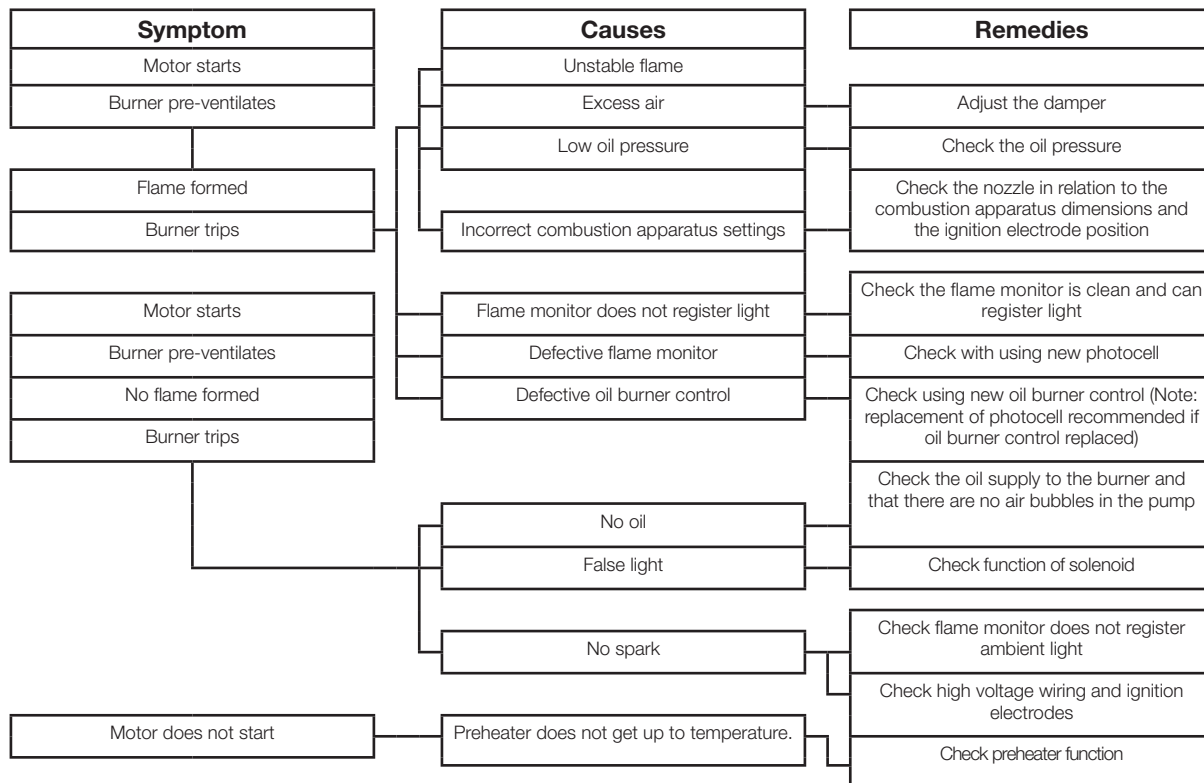 Symptom
Causes
Remedies
Motor starts
Unstable flame
Burner pre-ventilates
Excess air
Adjust the damper
Low oil pressure
Check the oil pressure
Flame formed
Check the nozzle in relation to the
combustion apparatus dimensions and
the ignition electrode position
Burner trips
Incorrect combustion apparatus settings
Motor starts
Flame monitor does not register light
Check the flame monitor is clean and can
register light
Burner pre-ventilates
Defective flame monitor
Check with using new photocell
No flame formed
Defective oil burner control
Check using new oil burner control (Note:
replacement of photocell recommended if
oil burner control replaced)
Burner trips
Check the oil supply to the burner and
that there are no air bubbles in the pump
No oil
False light
Check function of solenoid
No spark
Check flame monitor does not register
ambient light
Check high voltage wiring and ignition
electrodes
Motor does not start
Preheater does not get up to temperature.
Check preheater function